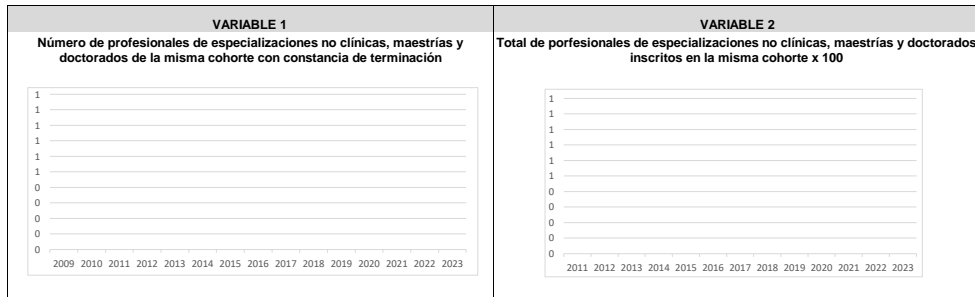 VARIABLE 1
Número de profesionales de especializaciones no clínicas, maestrías y
doctorados de la misma cohorte con constancia de terminación
1
1
1
1
1
1
0
0
0
0
0
2009 2010 2011 2012 2013 2014 2015 2016 2017 2018 2019 2020 2021 2022 2023
VARIABLE 2
Total de porfesionales de especializaciones no clínicas, maestrías y doctorados
inscritos en la misma cohorte x 100
1
1
1
1
1
1
0
0
0
0
0
2011 2012 2013 2014 2015 2016 2017 2018 2019 2020 2021 2022 2023